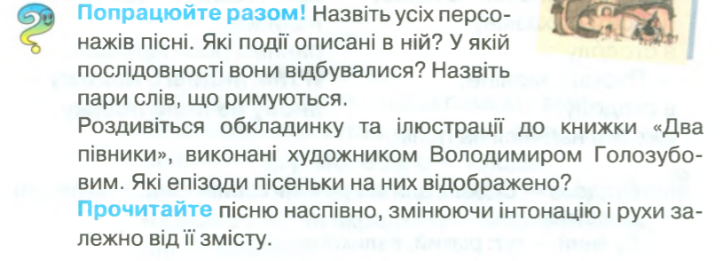 Попрацюйте разом! Назвіть усіх персо-
нажів пісні. Які події описані в ній? У якій
послідовності вони відбувалися? Назвіть
пари слів, що римуються.
Роздивіться обкладинку та ілюстрації до книжки «Два
півники», виконані художником Володимиром Голозубо-
вим. Які епізоди пісеньки на них відображено?
Прочитайте пісню наспівно, змінюючи інтонацію і рухи за-
лежно від її змісту.